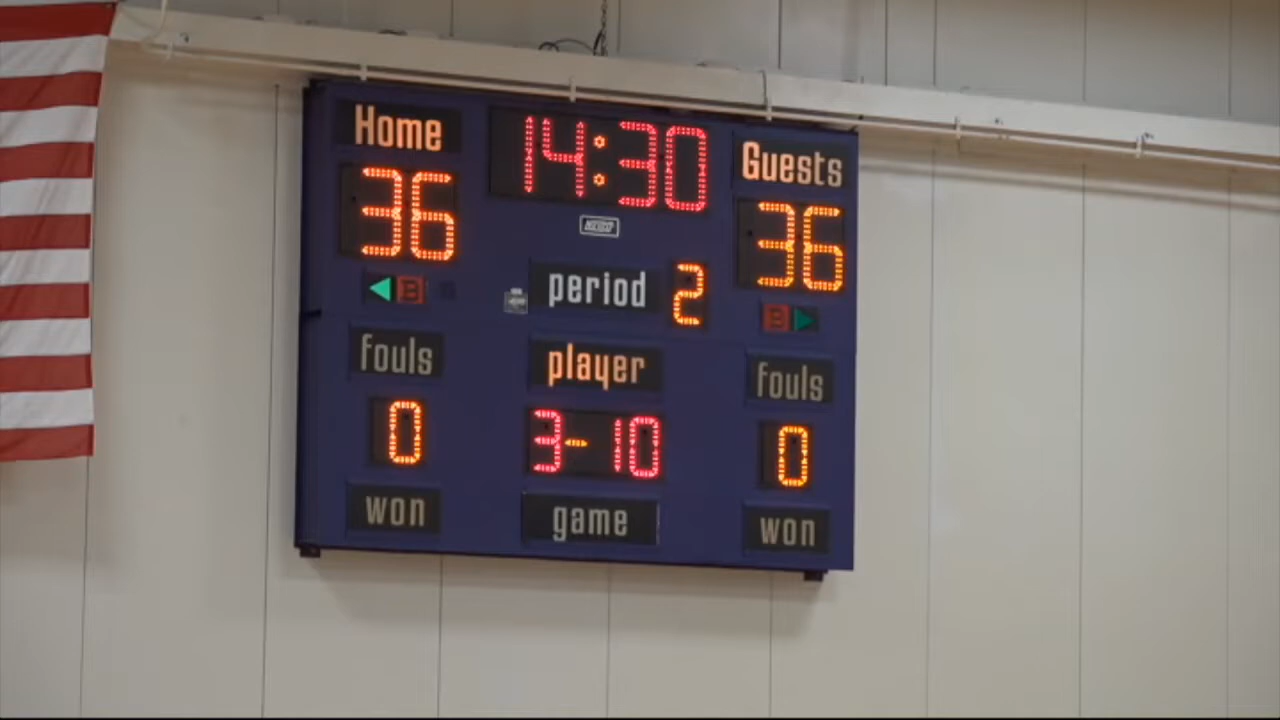 Home 14:30 Guests
36 36
period 2
B B
fouls player fouls
0 3-10 0
won game won